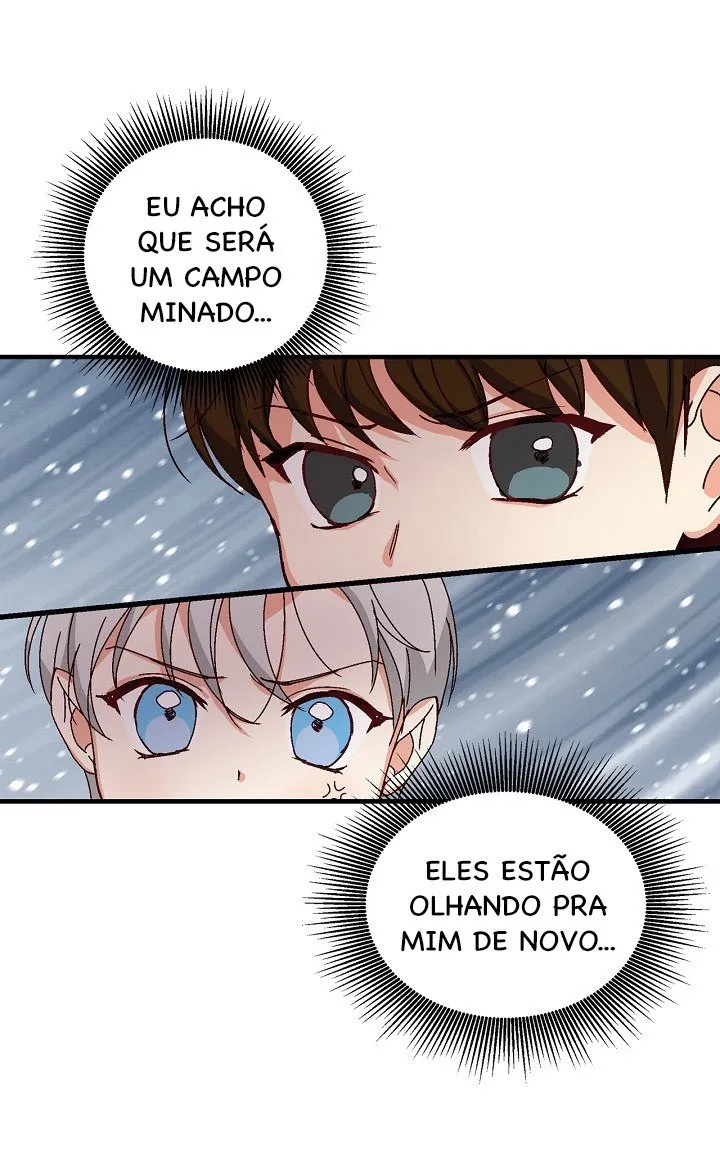 EU ACHO
QUE SERÁ
UM CAMPO
MINADO...
ELES ESTÃO
OLHANDO PRA
MIM DE NOVO...